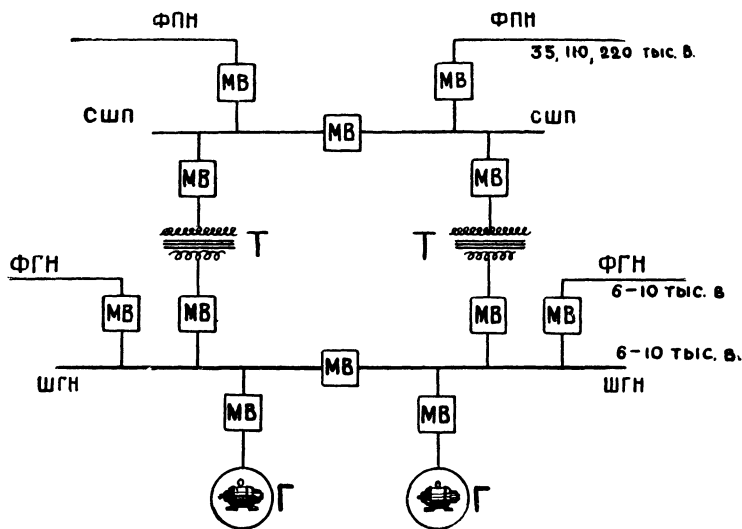 ФПН ФПН
35, 110, 220 ТЫС. В.
МВ МВ
СШП МВ СШП
МВ МВ
Т Т
ФГН ФГН
6-10 ТЫС. В
МВ МВ МВ МВ
6-10 ТЫС. В.
ШГН МВ ШГН
МВ МВ
Г Г